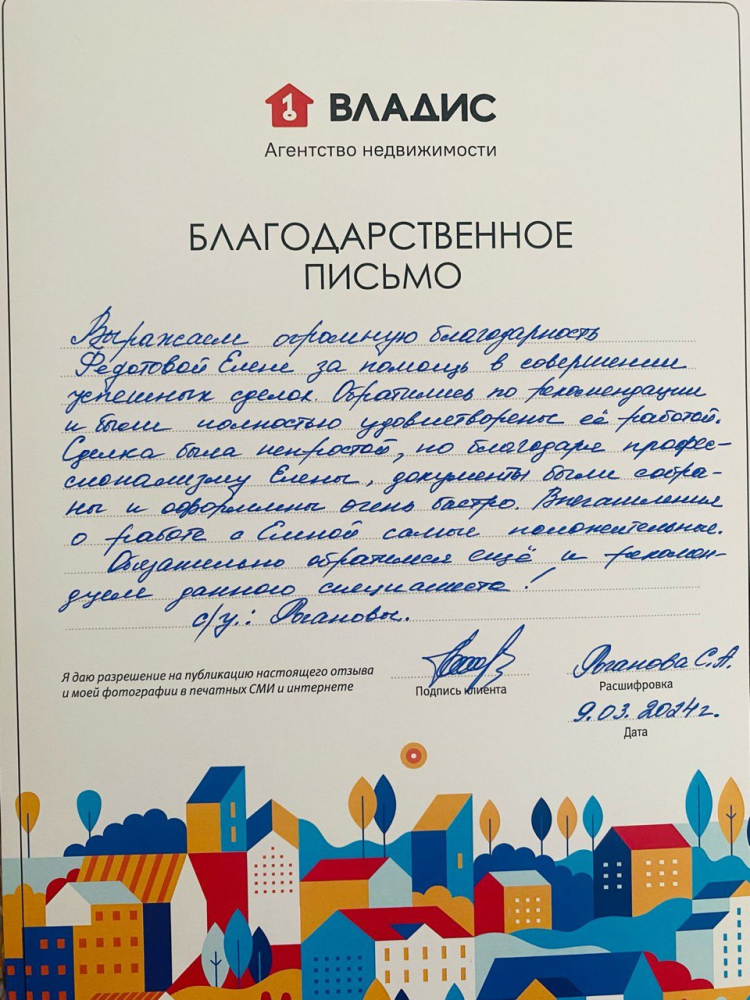 ВЛАДИС
Агентство недвижимости
БЛАГОДАРСТВЕННОЕ
ПИСЬМО
Выражаем огромную благодарность
Федотовой Елене за помощь в совершении
успешных сделок. Обратились по рекомендации
и были полностью удовлетворены её работой.
Сделка была непростой, но благодаря профес-
сионализму Елены, документы были собра-
ны и оформлены очень быстро. Впечатления
о работе с Еленой самые положительные.
Обязательно обратимся ещё и рекомен-
дуем данного специалиста!
с/у.:
Я даю разрешение на публикацию настоящего отзыва
и моей фотографии в печатных СМИ и интернете
Подпись клиента
С.А.
Расшифровка
9.03.2024г.
Дата